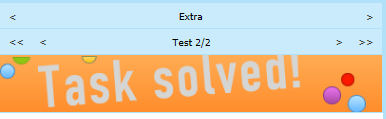 < Extra >
<< < Test 2/2 > >>
Task solved!